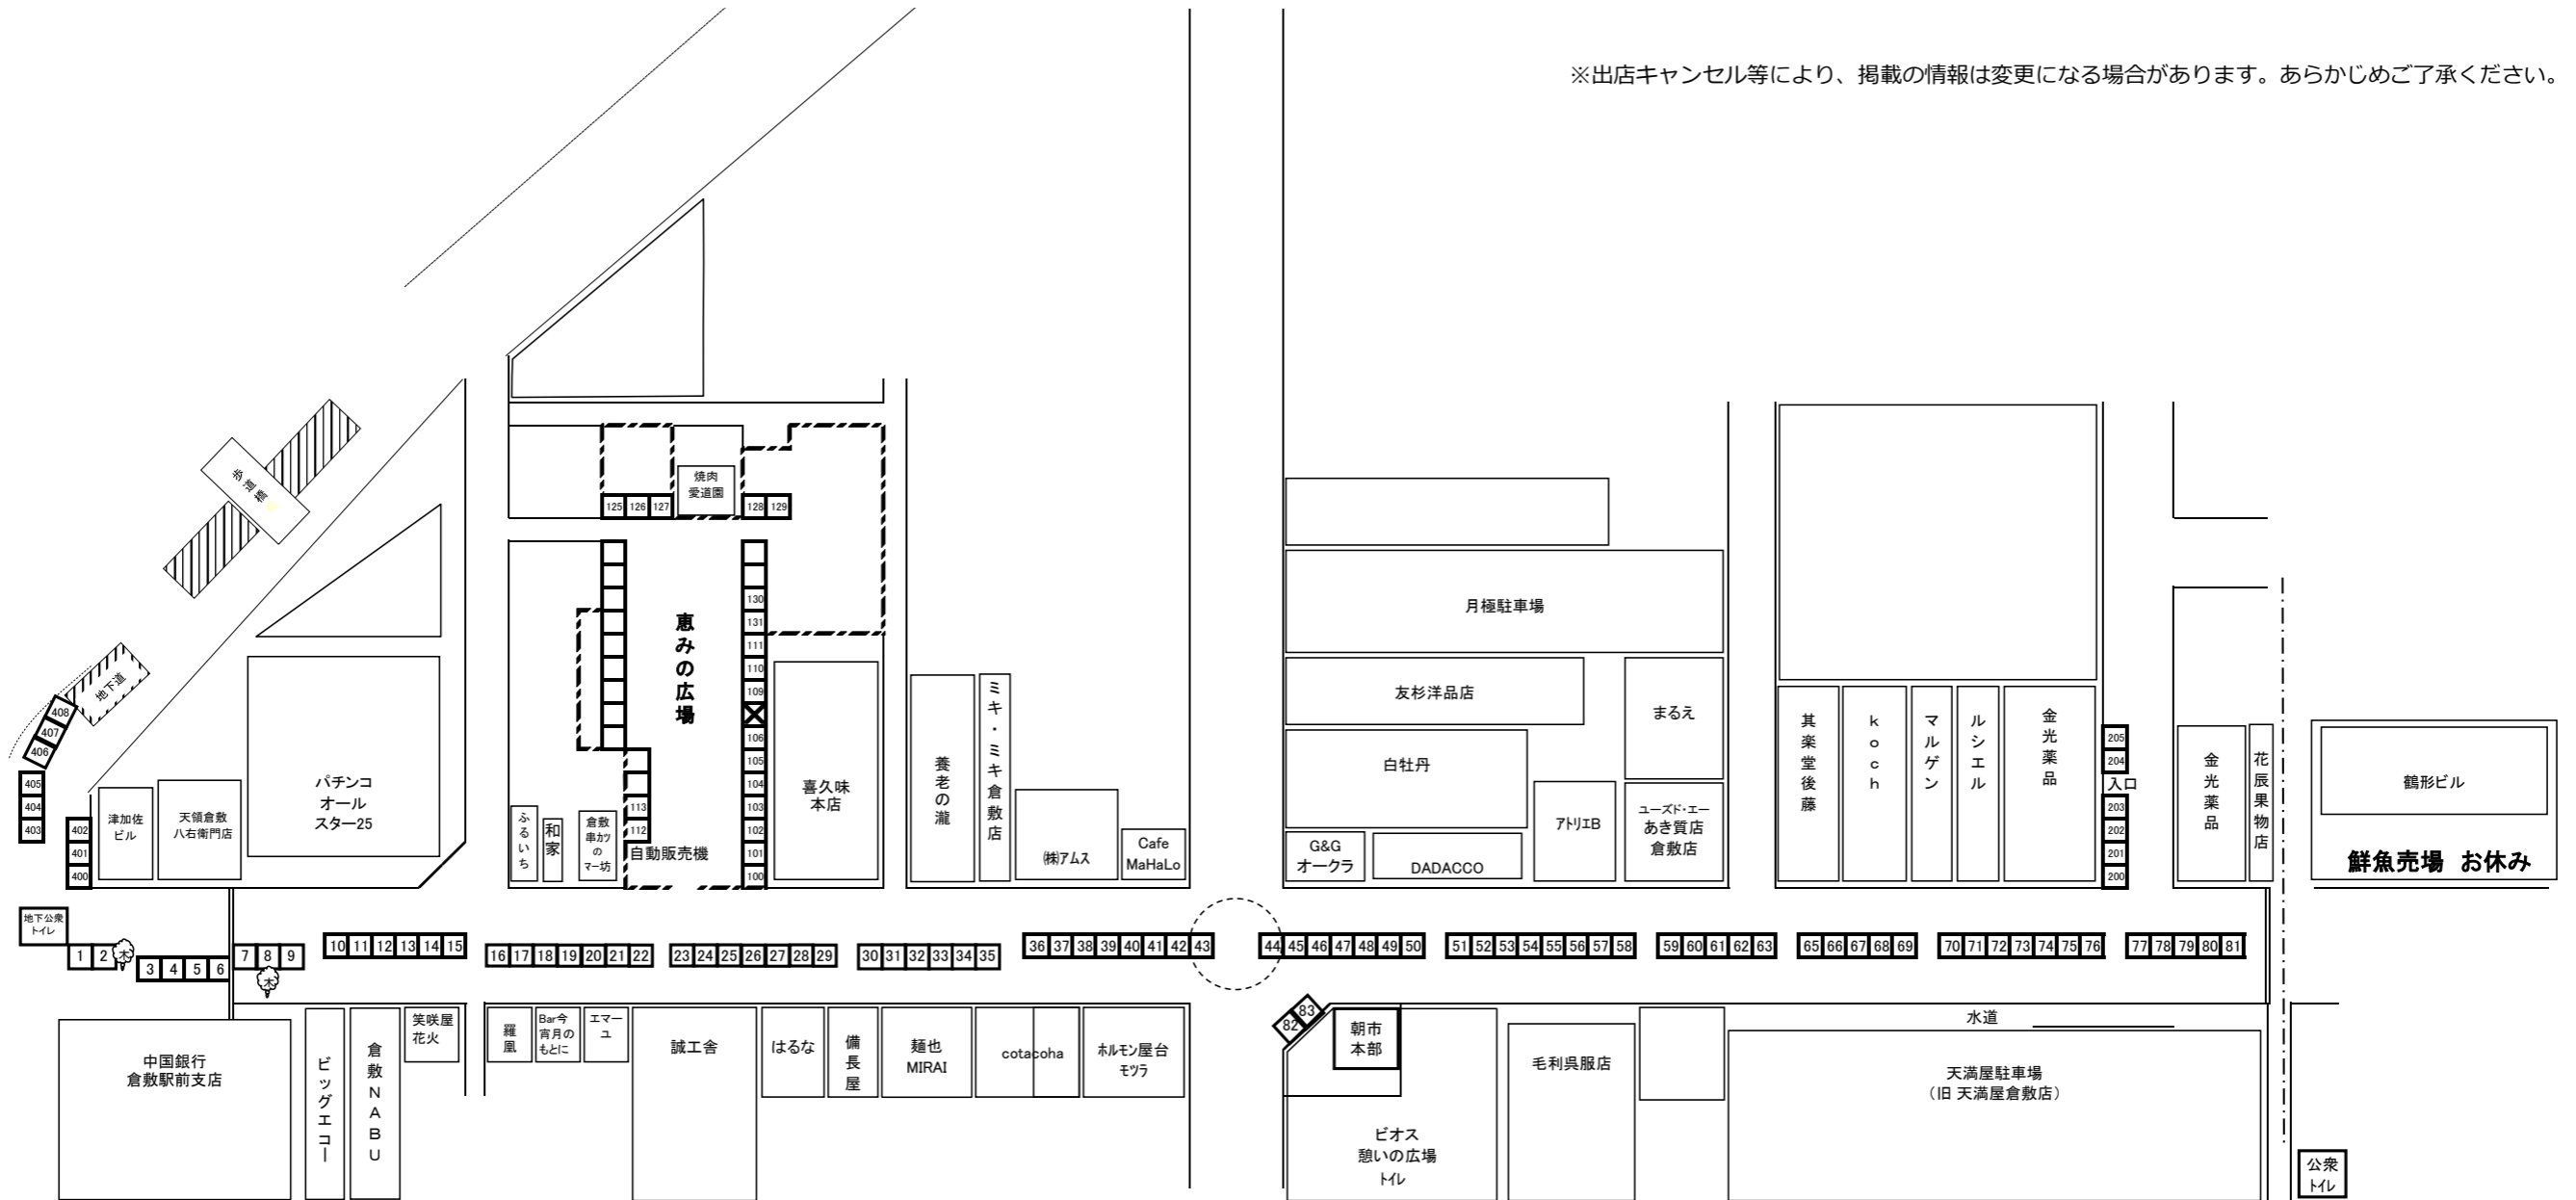 ※出店キャンセル等により、掲載の情報は変更になる場合があります。あらかじめご了承ください。
歩道橋
地下道
408
407
406
405
404
403
402
401
400
津加佐
ビル
天領倉敷
八右衛門店
パチンコ
オール
スター25
焼肉
愛道園
125 126 127
128 129
恵みの広場
130
131
111
110
109
106
105
104
103
102
101
100
113
112
自動販売機
ふるいち
和家
倉敷
串カツ
の
マー坊
喜久味
本店
養老の瀧
ミキ・ミキ倉敷店
㈱アムス
Cafe
MaHaLo
月極駐車場
友杉洋品店
まるえ
白牡丹
G&G
オークラ
DADACCO
アトリエB
ユーズド・エー
あき質店
倉敷店
其楽堂後藤
koch
マルゲン
ルシエル
金光薬品
205
204
入口
203
202
201
200
金光薬品
花辰果物店
鶴形ビル
鮮魚売場 お休み
地下公衆
トイレ
1 2
木
3 4 5 6
7 8 9
木
10 11 12 13 14 15
16 17 18 19 20 21 22
23 24 25 26 27 28 29
30 31 32 33 34 35
36 37 38 39 40 41 42 43
44 45 46 47 48 49 50
51 52 53 54 55 56 57 58
59 60 61 62 63
65 66 67 68 69
70 71 72 73 74 75 76
77 78 79 80 81
82 83
中国銀行
倉敷駅前支店
ビッグエコー
倉敷NABU
笑咲屋
花火
羅凰
Bar今
宵月の
もとに
エマー
ユ
誠工舎
はるな
備長屋
麺也
MIRAI
cotacoha
ホルモン屋台
モツラ
朝市
本部
ビオス
憩いの広場
トイレ
毛利呉服店
水道
天満屋駐車場
（旧 天満屋倉敷店）
公衆
トイレ